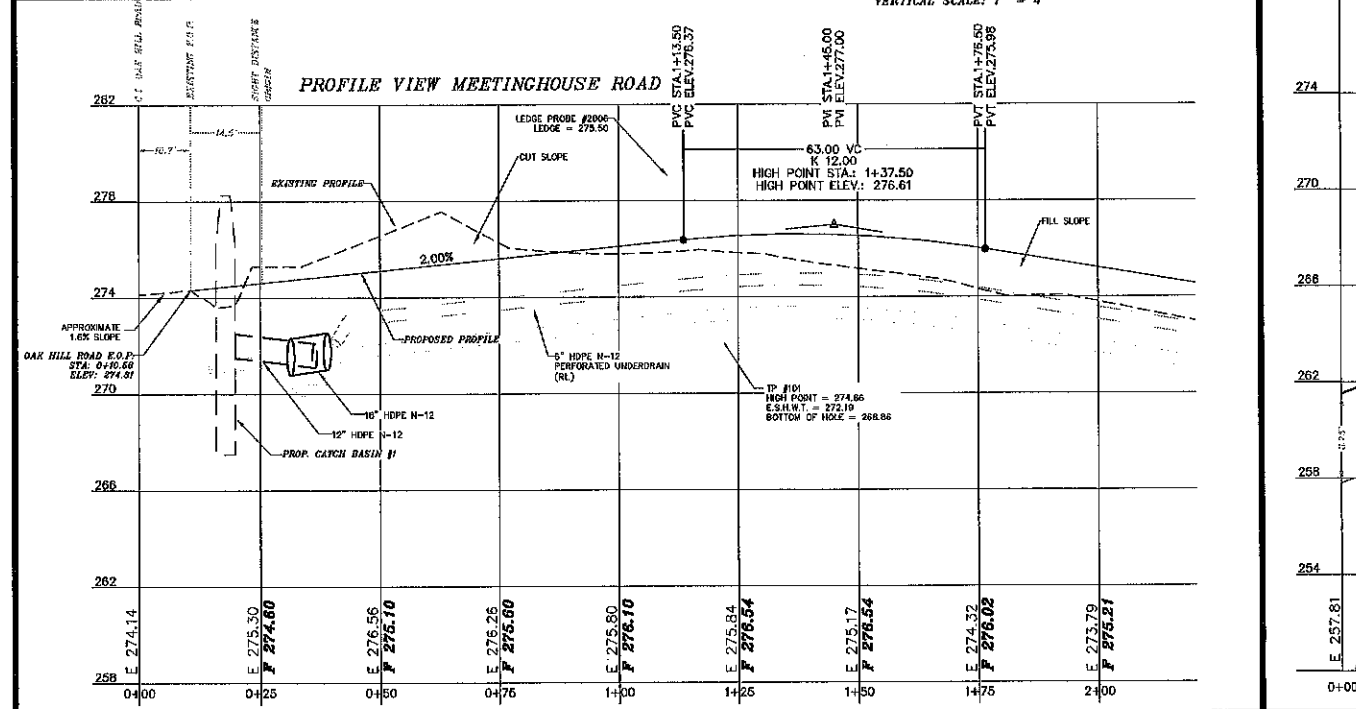 VERTICAL SCALE: 1" = 4'
EXISTING E.O.P.
SIGHT DISTANCE
ORIGIN
PROFILE VIEW MEETINGHOUSE ROAD
PVC STA.1+13.50
PVC ELEV.276.37
PVI STA.1+45.00
PVI ELEV.277.00
PVT STA.1+76.50
PVT ELEV.275.98
282
278
274
270
266
262
258
10.7'
14.5'
LEDGE PROBE #2006
LEDGE = 275.50
CUT SLOPE
EXISTING PROFILE
63.00 VC
K 12.00
HIGH POINT STA.: 1+37.50
HIGH POINT ELEV.: 276.61
FILL SLOPE
2.00%
APPROXIMATE
1.6% SLOPE
OAK HILL ROAD E.O.P.
STA: 0+10.66
ELEV: 274.31
PROPOSED PROFILE
6" HDPE N-12
PERFORATED UNDERDRAIN
(RL)
TP #101
HIGH POINT = 274.66
E.S.H.W.T. = 272.19
BOTTOM OF HOLE = 268.86
16" HDPE N-12
12" HDPE N-12
PROP. CATCH BASIN #1
E 274.14
E 275.30
F 274.60
E 276.56
F 275.10
E 276.26
F 275.60
E 275.80
F 276.10
E 275.84
F 276.54
E 275.17
F 276.54
E 274.32
F 276.02
E 273.79
F 275.21
0+00
0+25
0+50
0+75
1+00
1+25
1+50
1+75
2+00
274
270
266
262
258
254
E 257.81
0+00